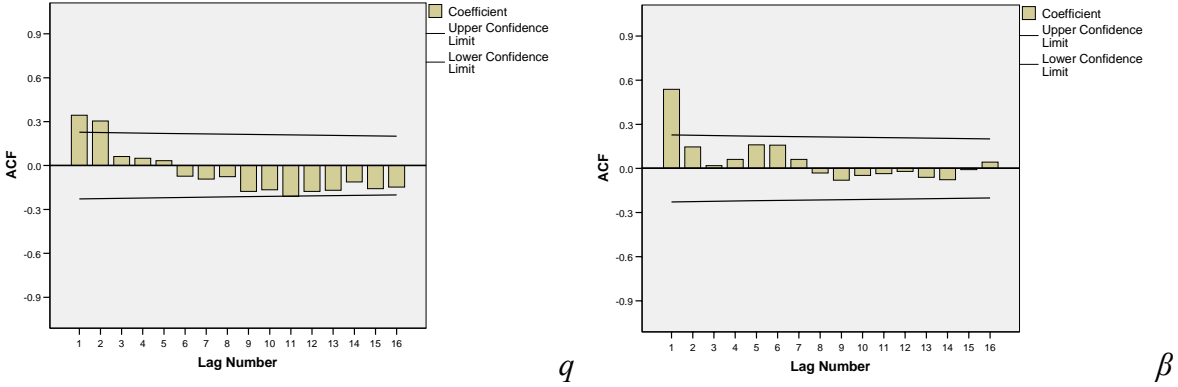 Coefficient
Upper Confidence
Limit
Lower Confidence
Limit
0.9
0.6
0.3
0.0
-0.3
-0.6
-0.9
ACF
1 2 3 4 5 6 7 8 9 10 11 12 13 14 15 16
Lag Number
q
Coefficient
Upper Confidence
Limit
Lower Confidence
Limit
0.9
0.6
0.3
0.0
-0.3
-0.6
-0.9
ACF
1 2 3 4 5 6 7 8 9 10 11 12 13 14 15 16
Lag Number
β